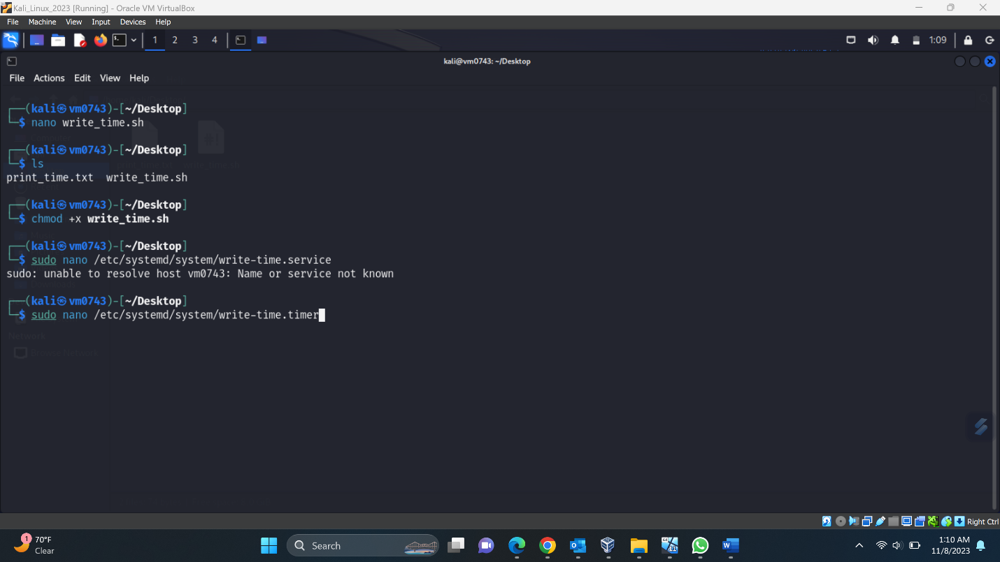 Kali_Linux_2023 [Running] - Oracle VM VirtualBox
File Machine View Input Devices Help
1 2 3 4 1:09
kali@vm0743: ~/Desktop
File Actions Edit View Help
┌──(kali㉿vm0743)-[~/Desktop]
└─$ nano write_time.sh
┌──(kali㉿vm0743)-[~/Desktop]
└─$ ls
print_time.txt write_time.sh
┌──(kali㉿vm0743)-[~/Desktop]
└─$ chmod +x write_time.sh
┌──(kali㉿vm0743)-[~/Desktop]
└─$ sudo nano /etc/systemd/system/write-time.service
sudo: unable to resolve host vm0743: Name or service not known
┌──(kali㉿vm0743)-[~/Desktop]
└─$ sudo nano /etc/systemd/system/write-time.timer
Network
Browse Network
Right Ctrl
1
70°F
Clear
Search
1:10 AM
11/8/2023